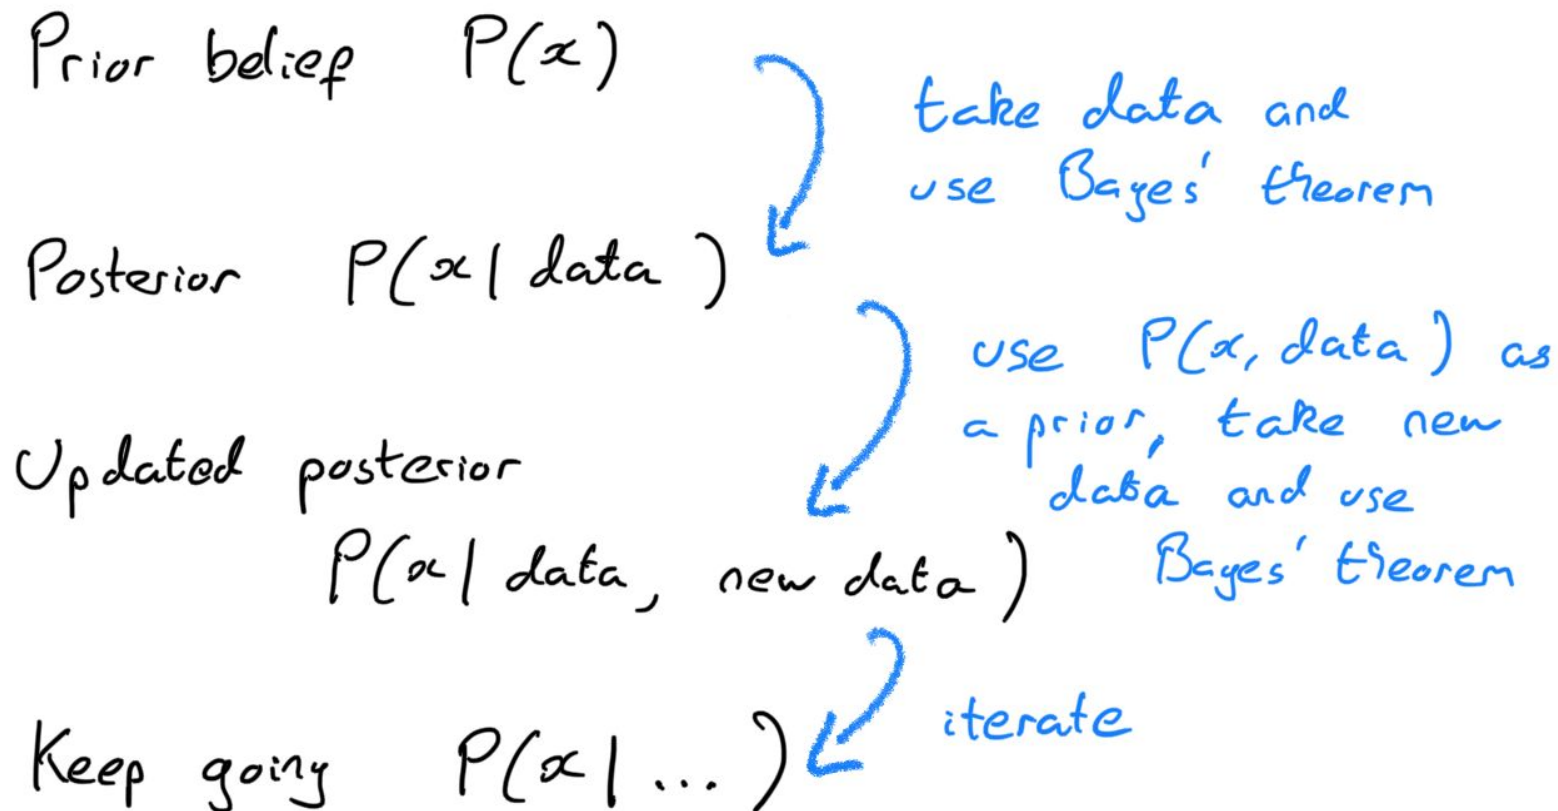 Prior belief P(x)
take data and
use Bayes' theorem
Posterior P(x | data )
use P(x, data ) as
a prior, take new
data and use
Bayes' theorem
Updated posterior
P(x | data, new data )
iterate
Keep going P(x | ... )